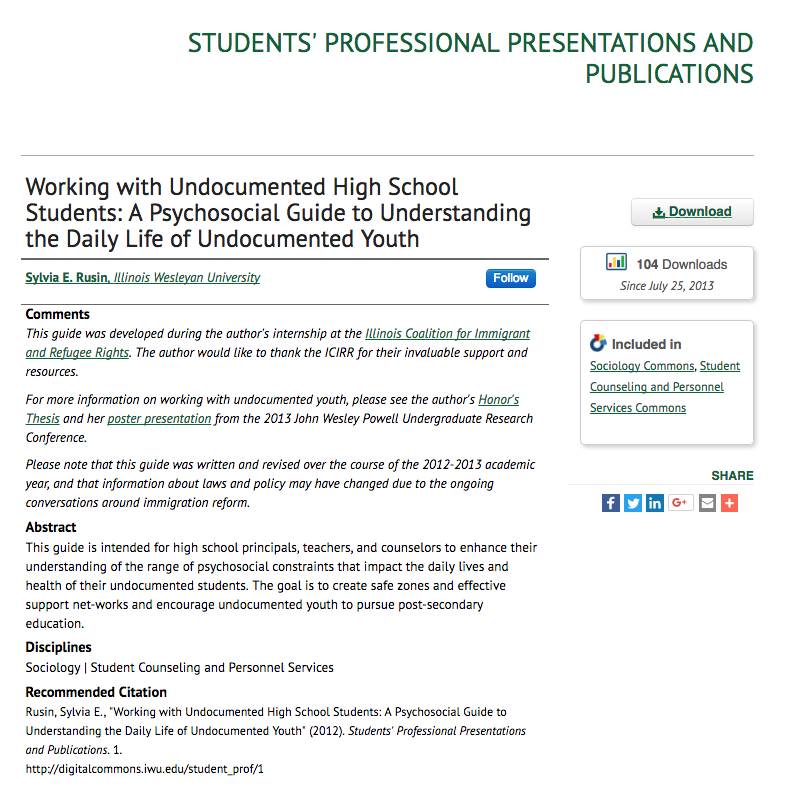 STUDENTS' PROFESSIONAL PRESENTATIONS AND
PUBLICATIONS
Working with Undocumented High School
Students: A Psychosocial Guide to Understanding
the Daily Life of Undocumented Youth
Sylvia E. Rusin, Illinois Wesleyan University
Follow
Comments
This guide was developed during the author's internship at the Illinois Coalition for Immigrant
and Refugee Rights. The author would like to thank the ICIRR for their invaluable support and
resources.
For more information on working with undocumented youth, please see the author's Honor's
Thesis and her poster presentation from the 2013 John Wesley Powell Undergraduate Research
Conference.
Please note that this guide was written and revised over the course of the 2012-2013 academic
year, and that information about laws and policy may have changed due to the ongoing
conversations around immigration reform.
Abstract
This guide is intended for high school principals, teachers, and counselors to enhance their
understanding of the range of psychosocial constraints that impact the daily lives and
health of their undocumented students. The goal is to create safe zones and effective
support net-works and encourage undocumented youth to pursue post-secondary
education.
Disciplines
Sociology | Student Counseling and Personnel Services
Recommended Citation
Rusin, Sylvia E., "Working with Undocumented High School Students: A Psychosocial Guide to
Understanding the Daily Life of Undocumented Youth" (2012). Students' Professional Presentations
and Publications. 1.
http://digitalcommons.iwu.edu/student_prof/1
Download
104 Downloads
Since July 25, 2013
Included in
Sociology Commons, Student
Counseling and Personnel
Services Commons
SHARE
f in G+ +